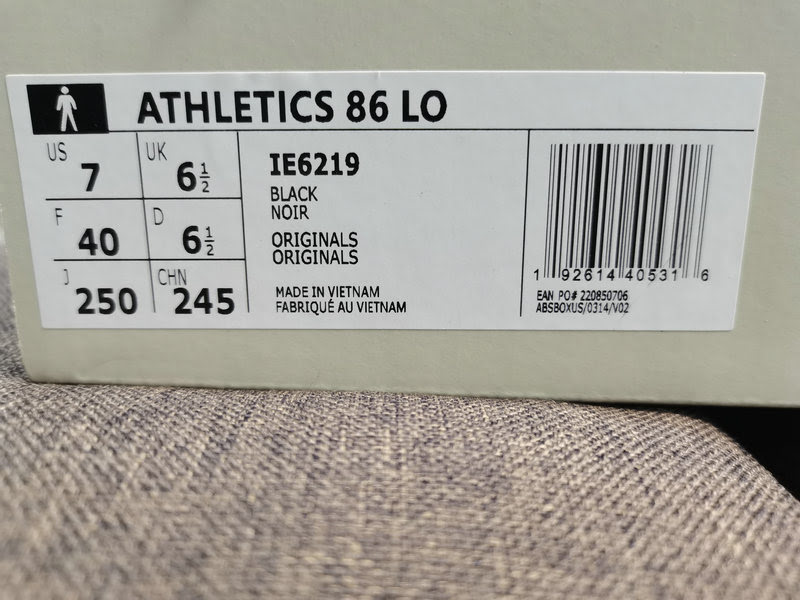 ATHLETICS 86 LO
US 7 UK 6½
F 40 D 6½
J 250 CHN 245
IE6219
BLACK
NOIR
ORIGINALS
ORIGINALS
MADE IN VIETNAM
FABRIQUÉ AU VIETNAM
1 92614 40531 6
EAN PO# 220850706
ABSBOXUS/0314/V02